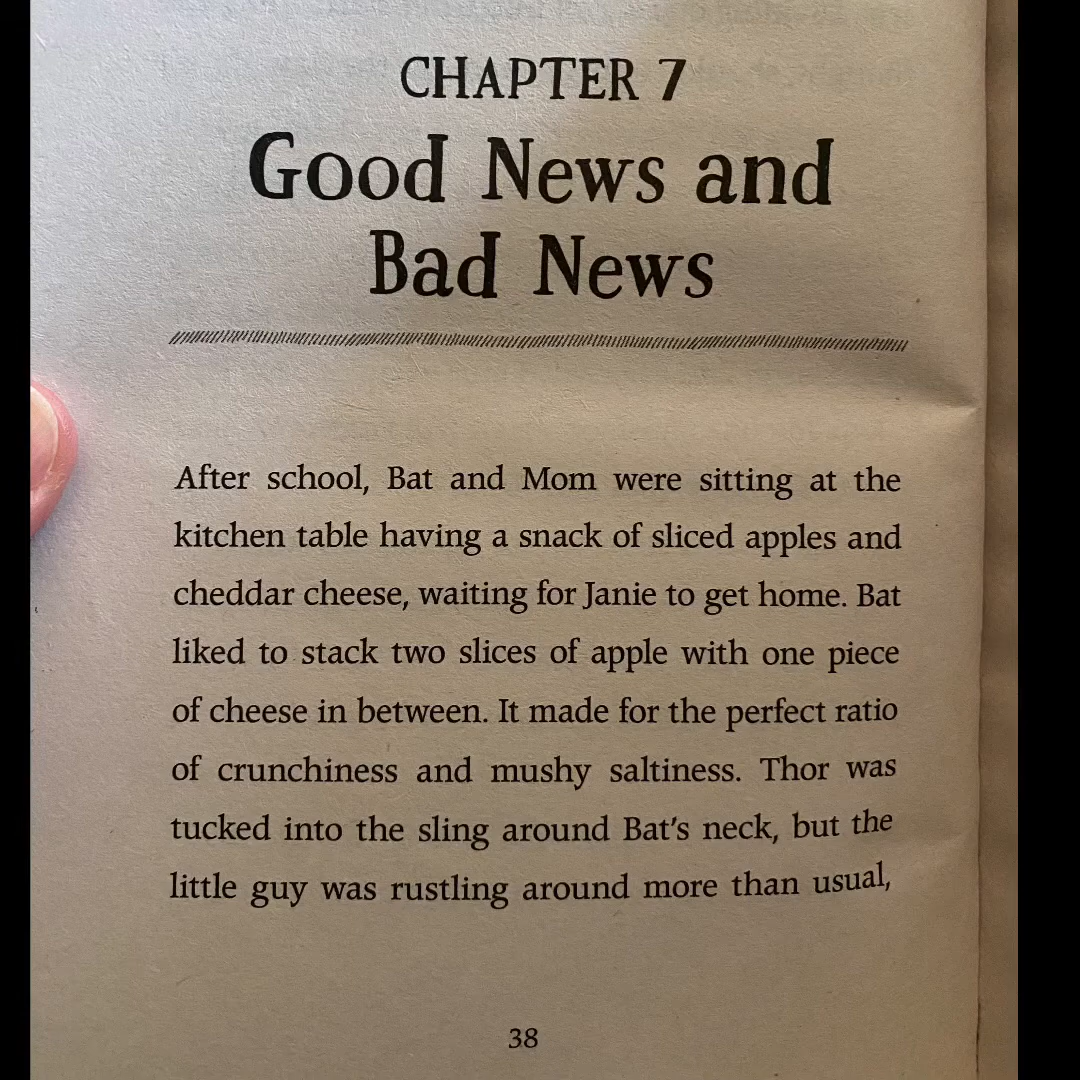 CHAPTER 7
Good News and
Bad News
After school, Bat and Mom were sitting at the
kitchen table having a snack of sliced apples and
cheddar cheese, waiting for Janie to get home. Bat
liked to stack two slices of apple with one piece
of cheese in between. It made for the perfect ratio
of crunchiness and mushy saltiness. Thor was
tucked into the sling around Bat’s neck, but the
little guy was rustling around more than usual,
38